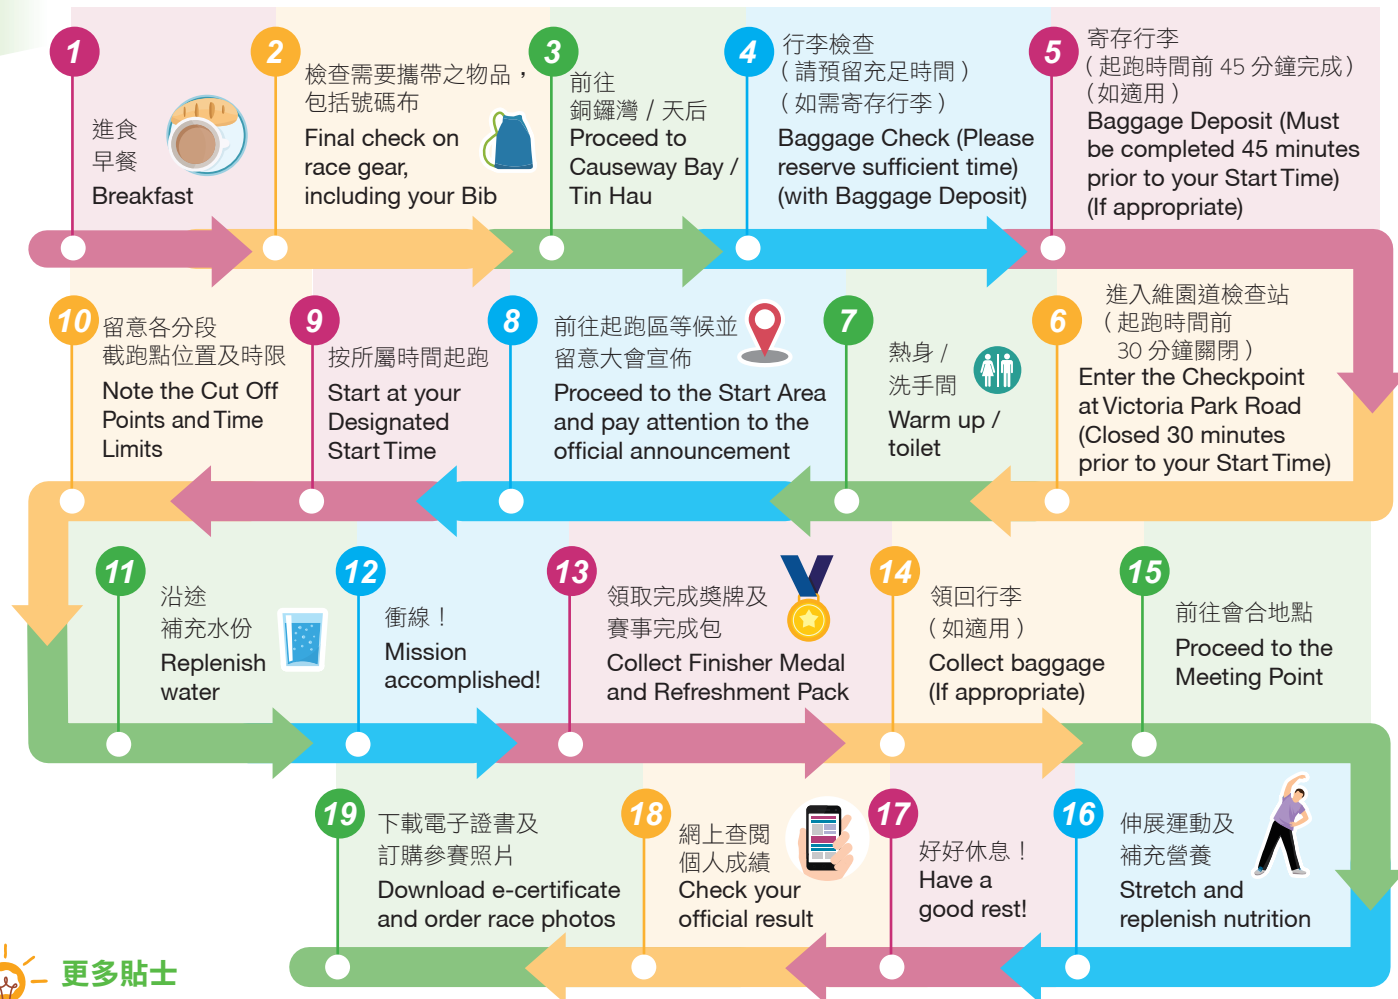 1
進食
早餐
Breakfast
2
檢查需要攜帶之物品，
包括號碼布
Final check on
race gear,
including your Bib
3
前往
銅鑼灣 / 天后
Proceed to
Causeway Bay /
Tin Hau
4
行李檢查
（請預留充足時間）
（如需寄存行李）
Baggage Check (Please
reserve sufficient time)
(with Baggage Deposit)
5
寄存行李
（起跑時間前 45 分鐘完成）
（如適用）
Baggage Deposit (Must
be completed 45 minutes
prior to your Start Time)
(If appropriate)
6
進入維園道檢查站
（起跑時間前
30 分鐘關閉）
Enter the Checkpoint
at Victoria Park Road
(Closed 30 minutes
prior to your Start Time)
7
熱身 /
洗手間
Warm up /
toilet
8
前往起跑區等候並
留意大會宣佈
Proceed to the Start Area
and pay attention to the
official announcement
9
按所屬時間起跑
Start at your
Designated
Start Time
10
留意各分段
截跑點位置及時限
Note the Cut Off
Points and Time
Limits
11
沿途
補充水份
Replenish
water
12
衝線！
Mission
accomplished!
13
領取完成獎牌及
賽事完成包
Collect Finisher Medal
and Refreshment Pack
14
領回行李
（如適用）
Collect baggage
(If appropriate)
15
前往會合地點
Proceed to the
Meeting Point
16
伸展運動及
補充營養
Stretch and
replenish nutrition
17
好好休息！
Have a
good rest!
18
網上查閱
個人成績
Check your
official result
19
下載電子證書及
訂購參賽照片
Download e-certificate
and order race photos
更多貼士